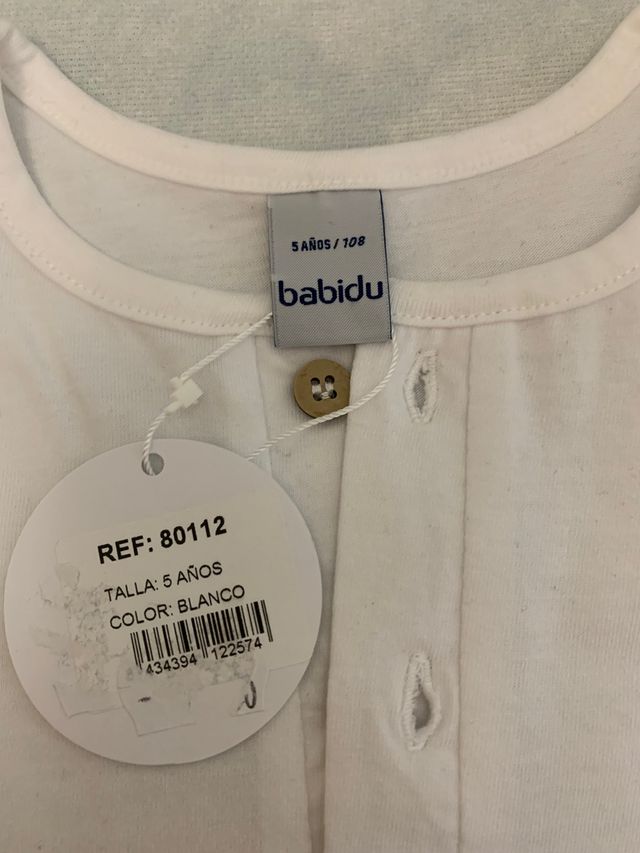 5 AÑOS / 108
babidu
REF: 80112
TALLA: 5 AÑOS
COLOR: BLANCO
434394 122574